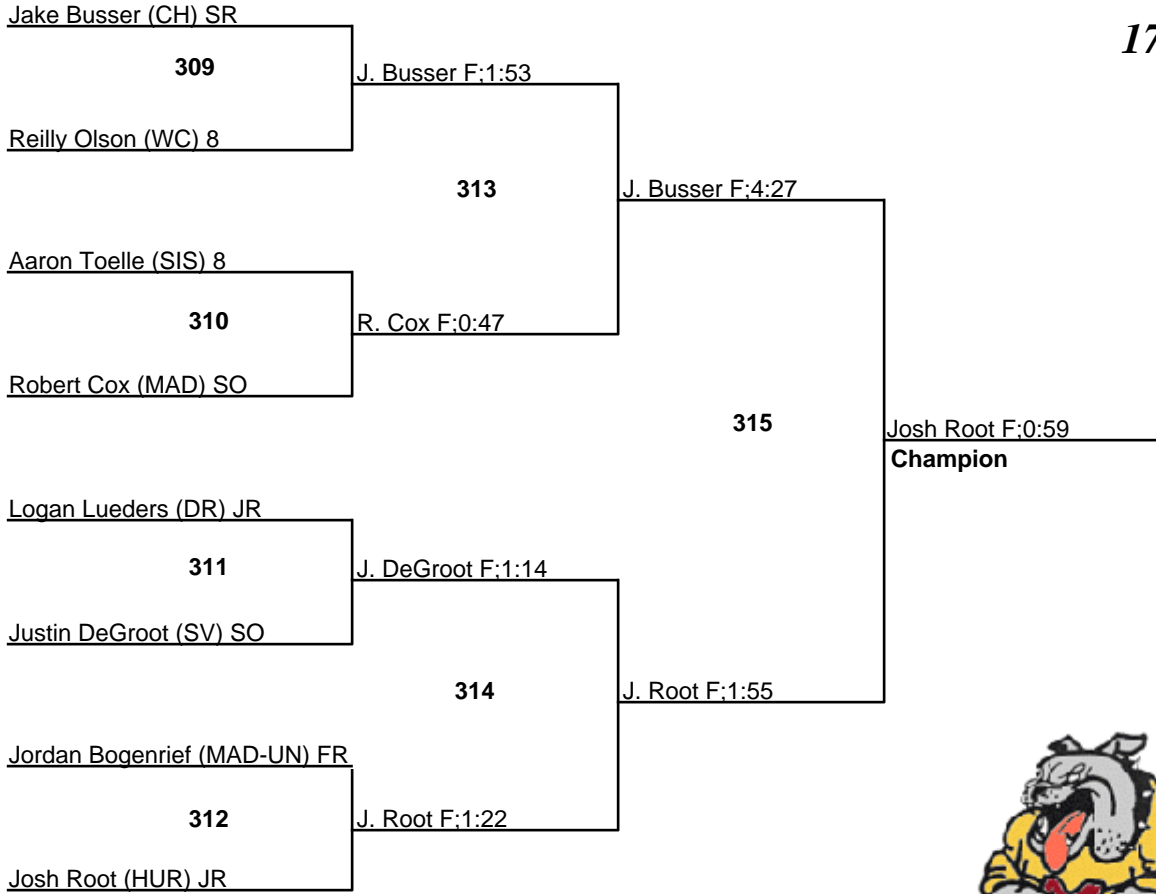 Jake Busser (CH) SR
17
309
J. Busser F;1:53
Reilly Olson (WC) 8
313
J. Busser F;4:27
Aaron Toelle (SIS) 8
310
R. Cox F;0:47
Robert Cox (MAD) SO
315
Josh Root F;0:59
Champion
Logan Lueders (DR) JR
311
J. DeGroot F;1:14
Justin DeGroot (SV) SO
314
J. Root F;1:55
Jordan Bogenrief (MAD-UN) FR
312
J. Root F;1:22
Josh Root (HUR) JR